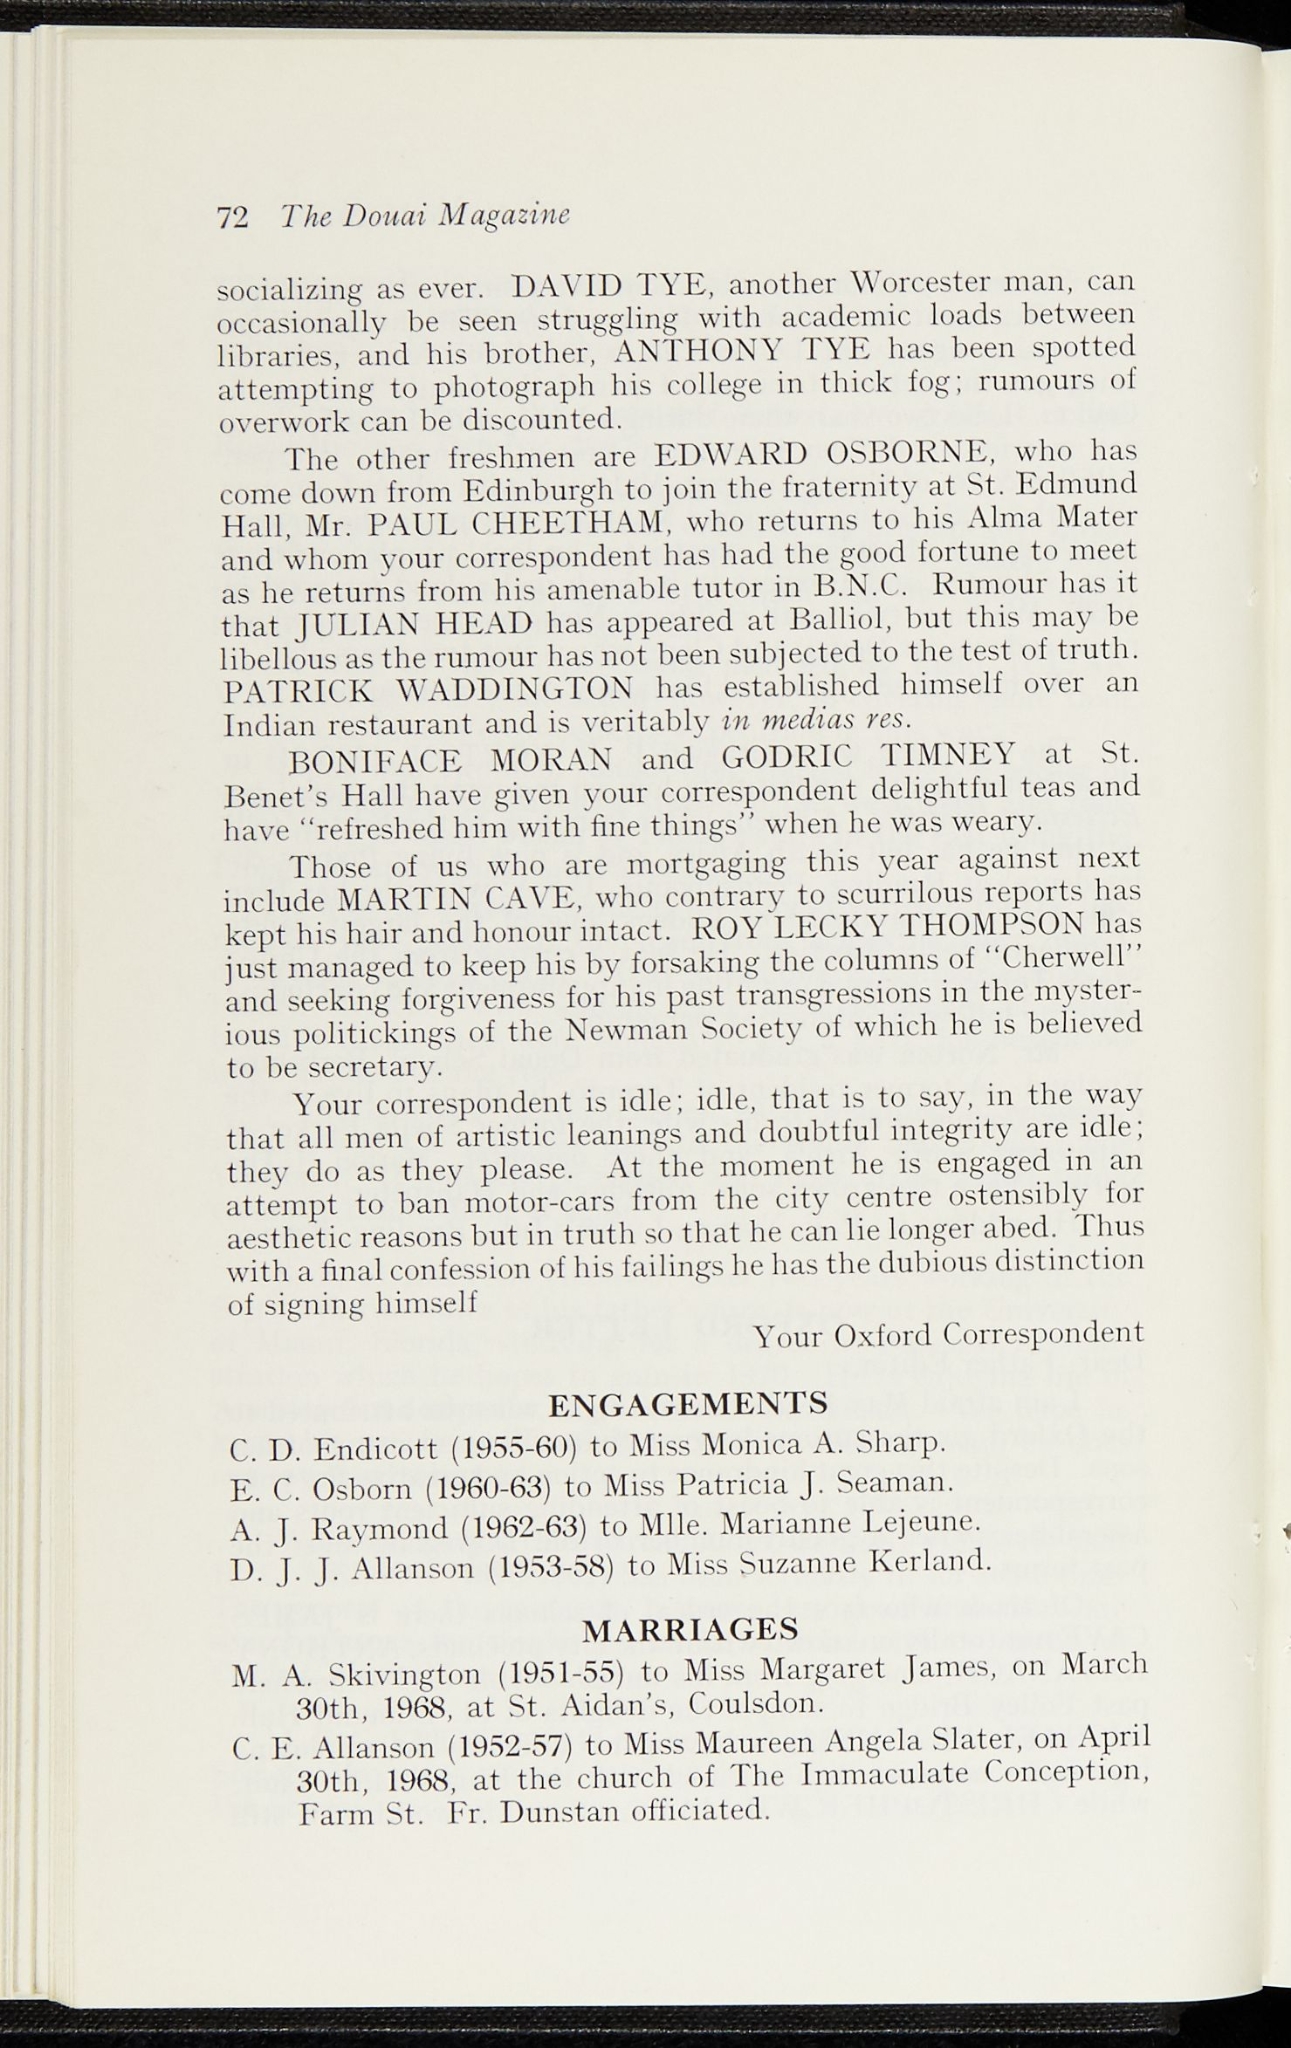 72 The Douai Magazine
socializing as ever. DAVID TYE, another Worcester man, can
occasionally be seen struggling with academic loads between
libraries, and his brother, ANTHONY TYE has been spotted
attempting to photograph his college in thick fog; rumours of
overwork can be discounted.
The other freshmen are EDWARD OSBORNE, who has
come down from Edinburgh to join the fraternity at St. Edmund
Hall, Mr. PAUL CHEETHAM, who returns to his Alma Mater
and whom your correspondent has had the good fortune to meet
as he returns from his amenable tutor in B.N.C. Rumour has it
that JULIAN HEAD has appeared at Balliol, but this may be
libellous as the rumour has not been subjected to the test of truth.
PATRICK WADDINGTON has established himself over an
Indian restaurant and is veritably in medias res.
BONIFACE MORAN and GODRIC TIMNEY at St.
Benet's Hall have given your correspondent delightful teas and
have "refreshed him with fine things" when he was weary.
Those of us who are mortgaging this year against next
include MARTIN CAVE, who contrary to scurrilous reports has
kept his hair and honour intact. ROY LECKY THOMPSON has
just managed to keep his by forsaking the columns of "Cherwell"
and seeking forgiveness for his past transgressions in the myster-
ious politickings of the Newman Society of which he is believed
to be secretary.
Your correspondent is idle; idle, that is to say, in the way
that all men of artistic leanings and doubtful integrity are idle;
they do as they please. At the moment he is engaged in an
attempt to ban motor-cars from the city centre ostensibly for
aesthetic reasons but in truth so that he can lie longer abed. Thus
with a final confession of his failings he has the dubious distinction
of signing himself
Your Oxford Correspondent
ENGAGEMENTS
C. D. Endicott (1955-60) to Miss Monica A. Sharp.
E. C. Osborn (1960-63) to Miss Patricia J. Seaman.
A. J. Raymond (1962-63) to Mlle. Marianne Lejeune.
D. J. J. Allanson (1953-58) to Miss Suzanne Kerland.
MARRIAGES
M. A. Skivington (1951-55) to Miss Margaret James, on March
30th, 1968, at St. Aidan's, Coulsdon.
C. E. Allanson (1952-57) to Miss Maureen Angela Slater, on April
30th, 1968, at the church of The Immaculate Conception,
Farm St. Fr. Dunstan officiated.